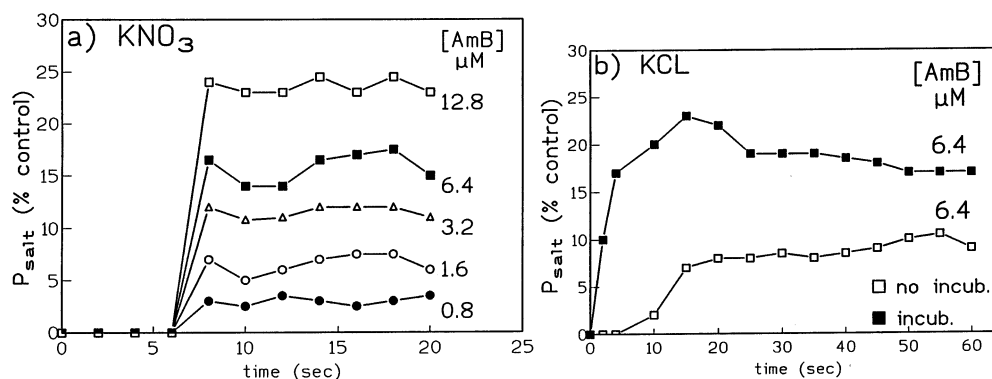 a) KNO₃
[AmB]
μM
12.8
6.4
3.2
1.6
0.8
30
25
20
15
10
5
0
0 5 10 15 20 25
time (sec)
Psalt (% control)
b) KCL
[AmB]
μM
6.4
6.4
no incub.
incub.
30
25
20
15
10
5
0
0 10 20 30 40 50 60
time (sec)
Psalt (% control)